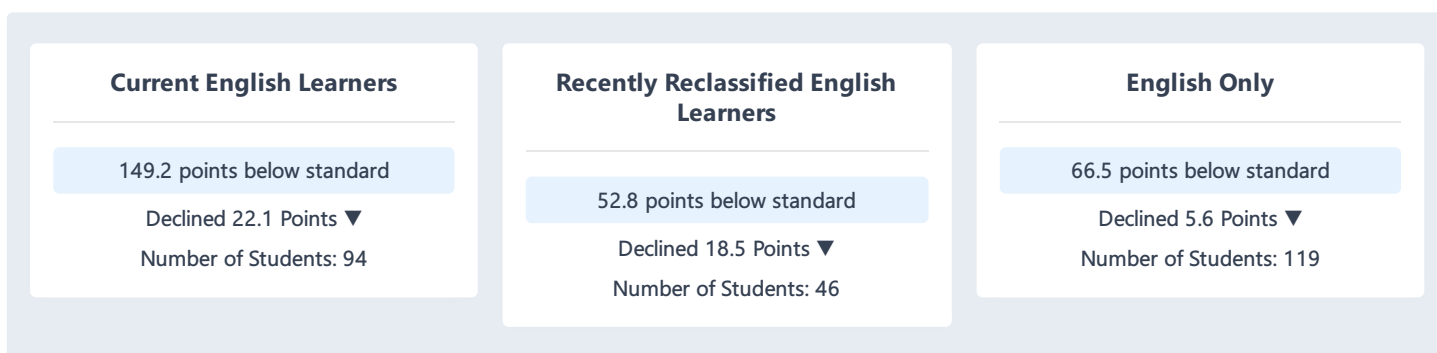 Current English Learners
149.2 points below standard
Declined 22.1 Points ▼
Number of Students: 94
Recently Reclassified English
Learners
52.8 points below standard
Declined 18.5 Points ▼
Number of Students: 46
English Only
66.5 points below standard
Declined 5.6 Points ▼
Number of Students: 119